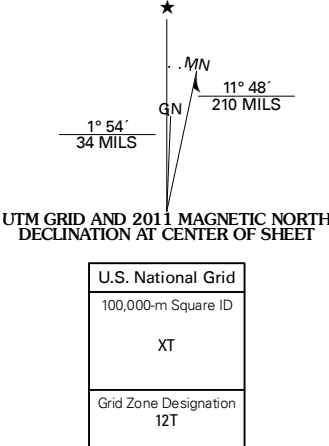 MN
11° 48´
210 MILS
GN
1° 54´
34 MILS
UTM GRID AND 2011 MAGNETIC NORTH
DECLINATION AT CENTER OF SHEET
U.S. National Grid
100,000-m Square ID
XT
Grid Zone Designation
12T